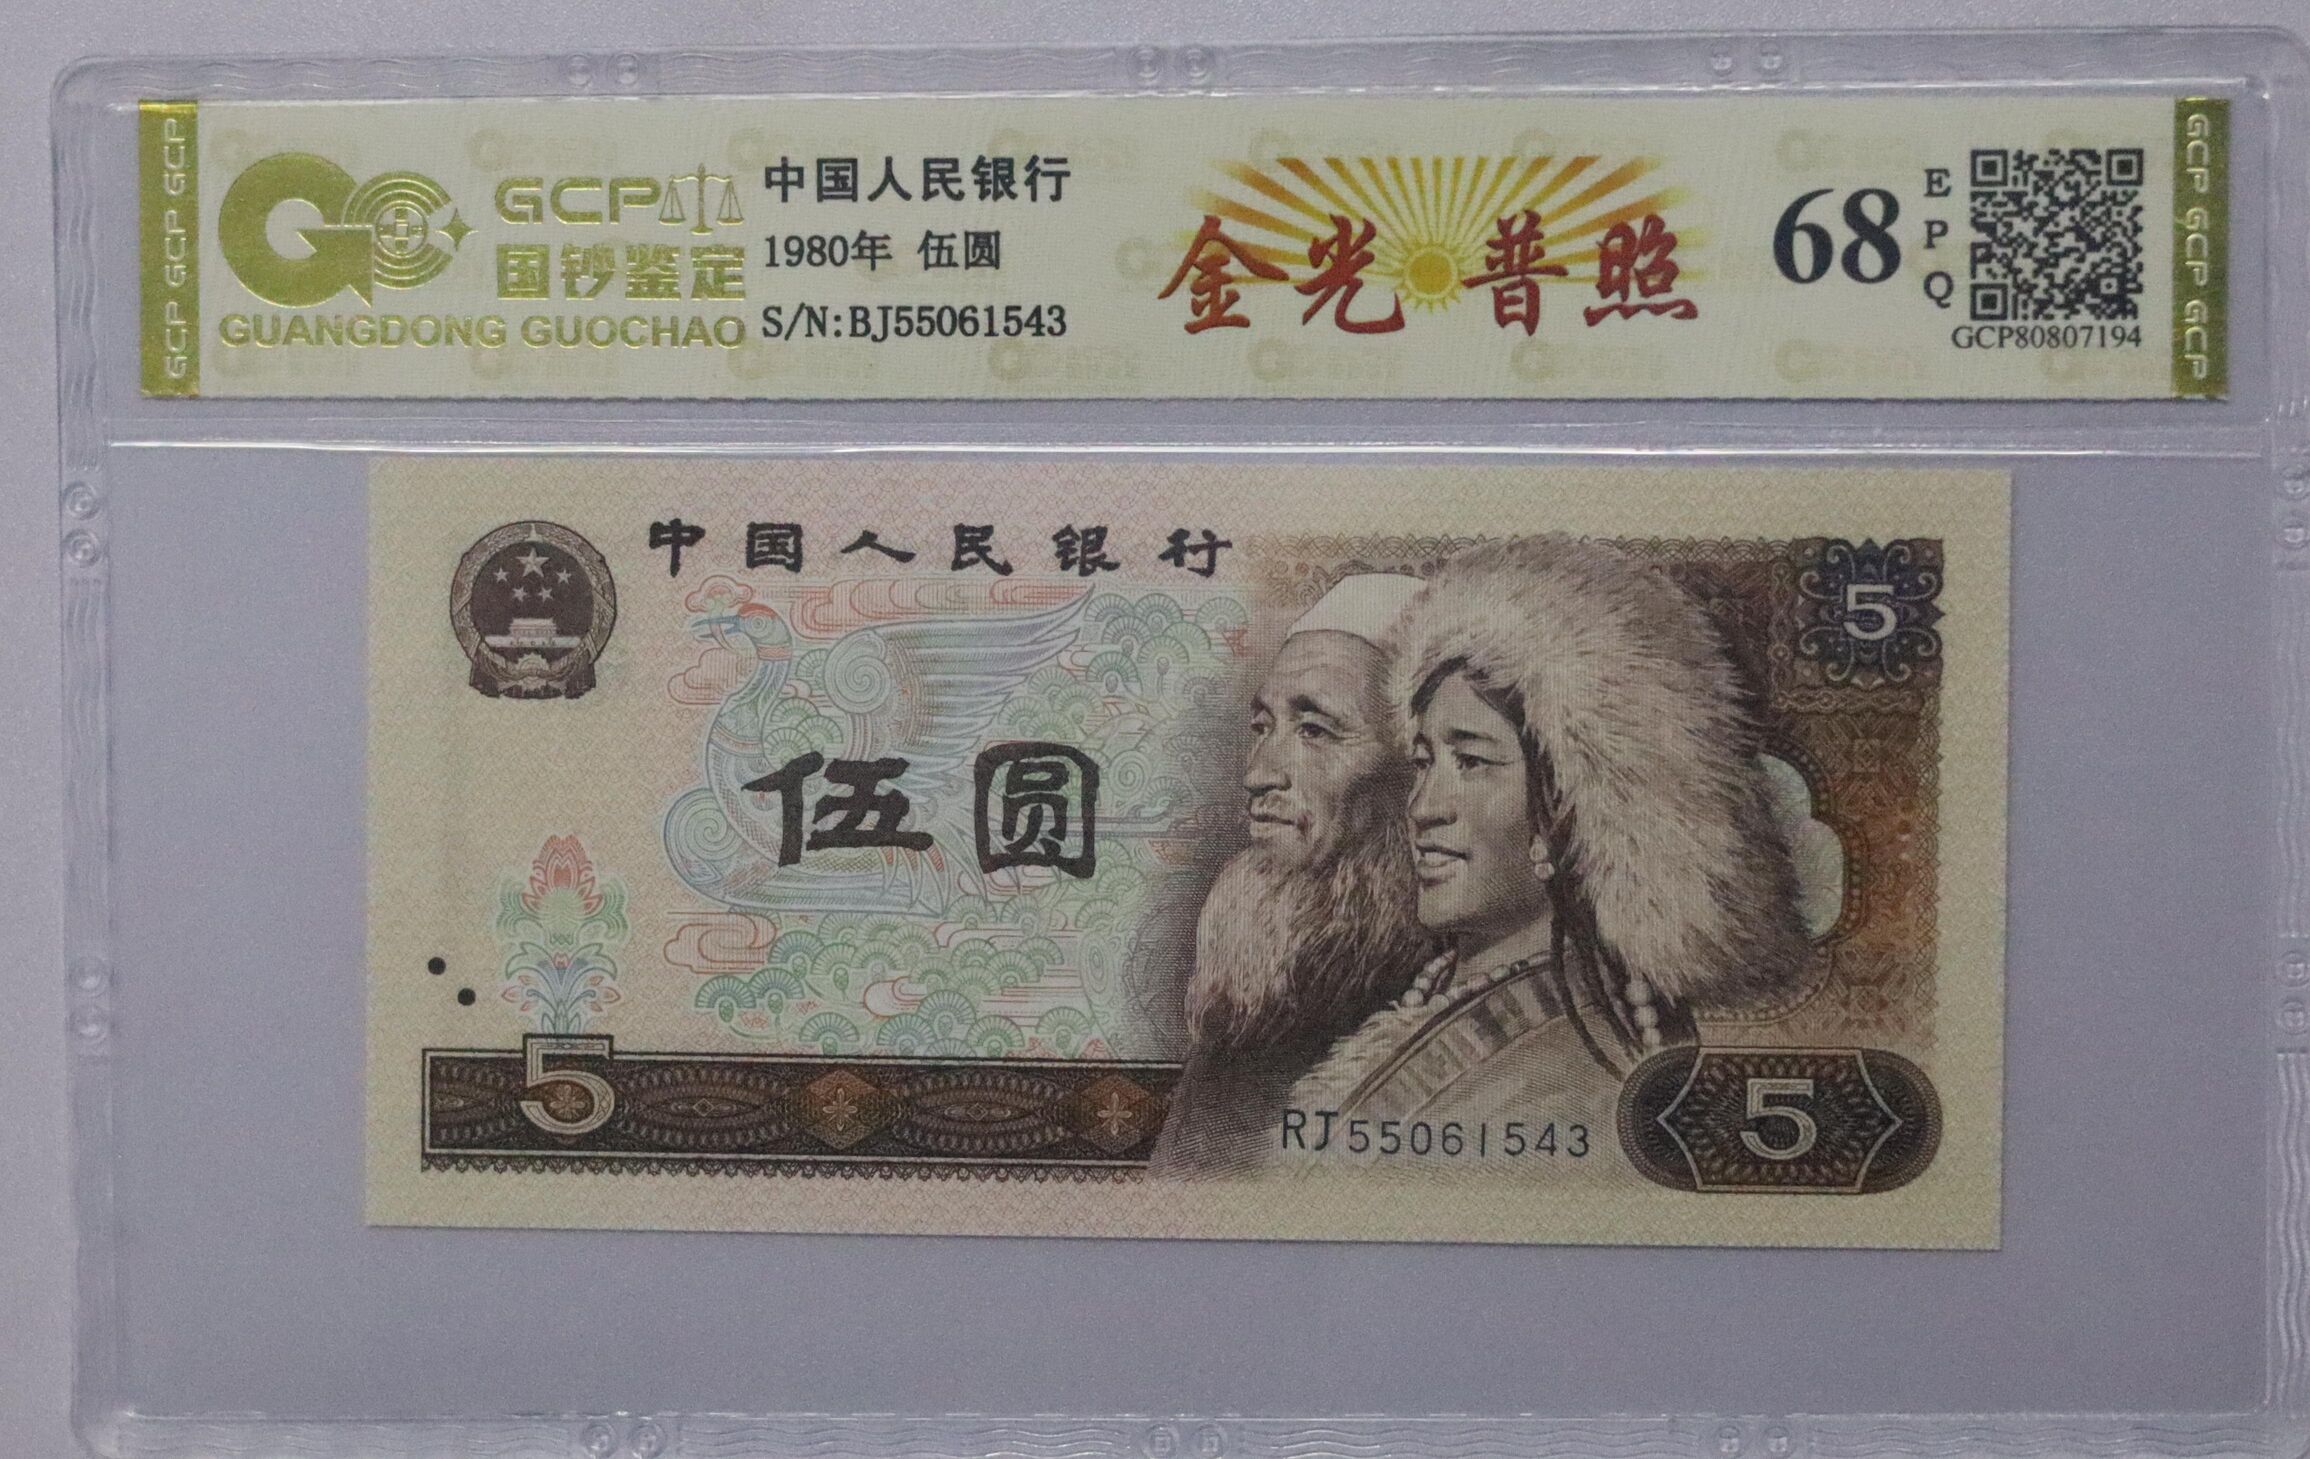 GCP GCP GCP
GCP
国钞鉴定
GUANGDONG GUOCHAO
中国人民银行
1980年 伍圆
S/N:BJ55061543
金光普照
68
EPQ
GCP80807194
GCP GCP GCP
中国人民银行
5
伍圆
5
RJ55061543
5